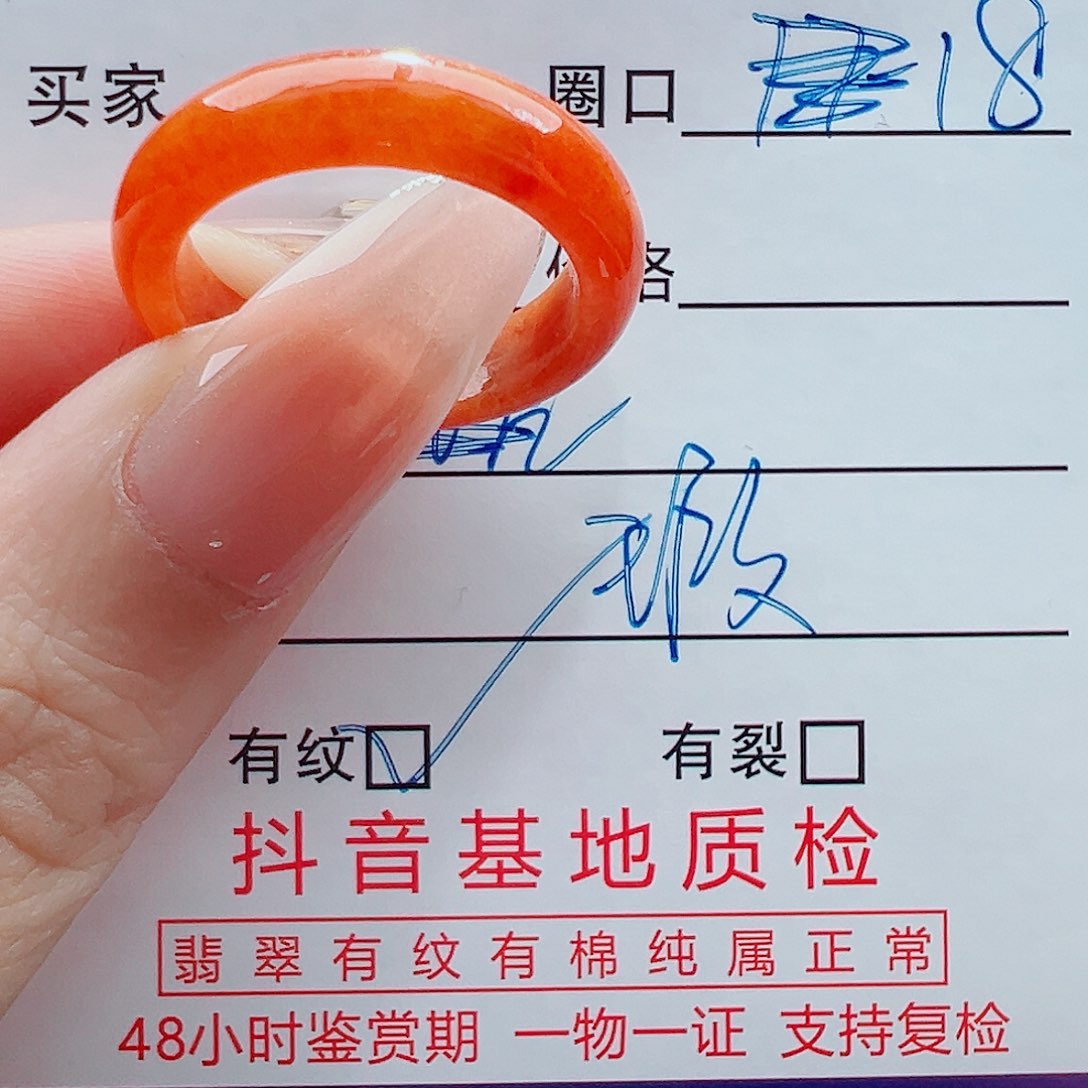 买家
圈口 18
格
瑕
有纹 有裂
抖音基地质检
翡翠有纹有棉纯属正常
48小时鉴赏期 一物一证 支持复检